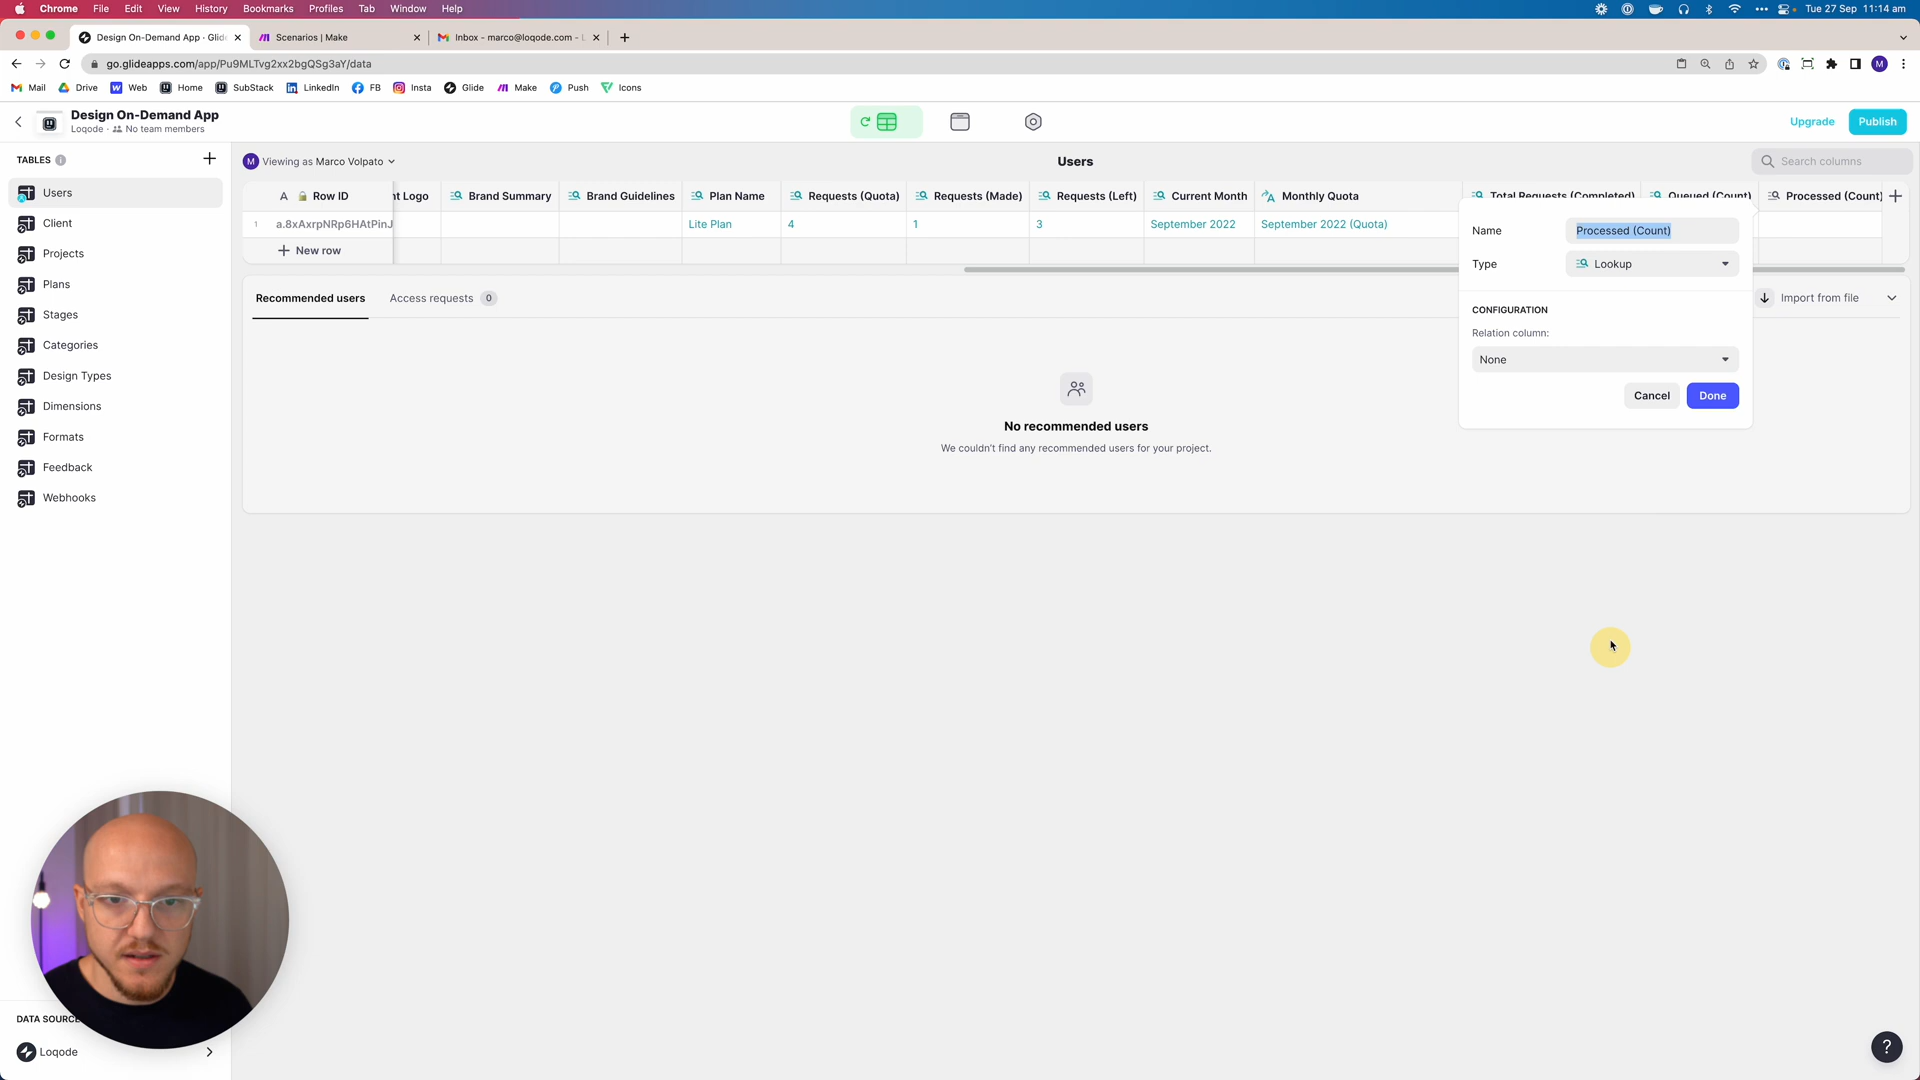 Chrome File Edit View History Bookmarks Profiles Tab Window Help
Tue 27 Sep 11:14 am
Design On-Demand App · Glid
Scenarios | Make
Inbox - marco@loqode.com -
go.glideapps.com/app/Pu9MLTvg2xx2bgQSg3aY/data
M
Mail Drive Web Home SubStack LinkedIn FB Insta Glide Make Push Icons
Design On-Demand App
Loqode · No team members
Upgrade Publish
TABLES
M Viewing as Marco Volpato
Users
Search columns
Users
Client
Projects
Plans
Stages
Categories
Design Types
Dimensions
Formats
Feedback
Webhooks
A Row ID nt Logo Brand Summary Brand Guidelines Plan Name Requests (Quota) Requests (Made) Requests (Left) Current Month Monthly Quota Total Requests (Completed) Queued (Count) Processed (Count)
1 a.8xAxrpNRp6HAtPinJ Lite Plan 4 1 3 September 2022 September 2022 (Quota)
New row
Recommended users Access requests 0
Import from file
No recommended users
We couldn't find any recommended users for your project.
Name Processed (Count)
Type Lookup
CONFIGURATION
Relation column:
None
Cancel Done
DATA SOURC
Loqode
?